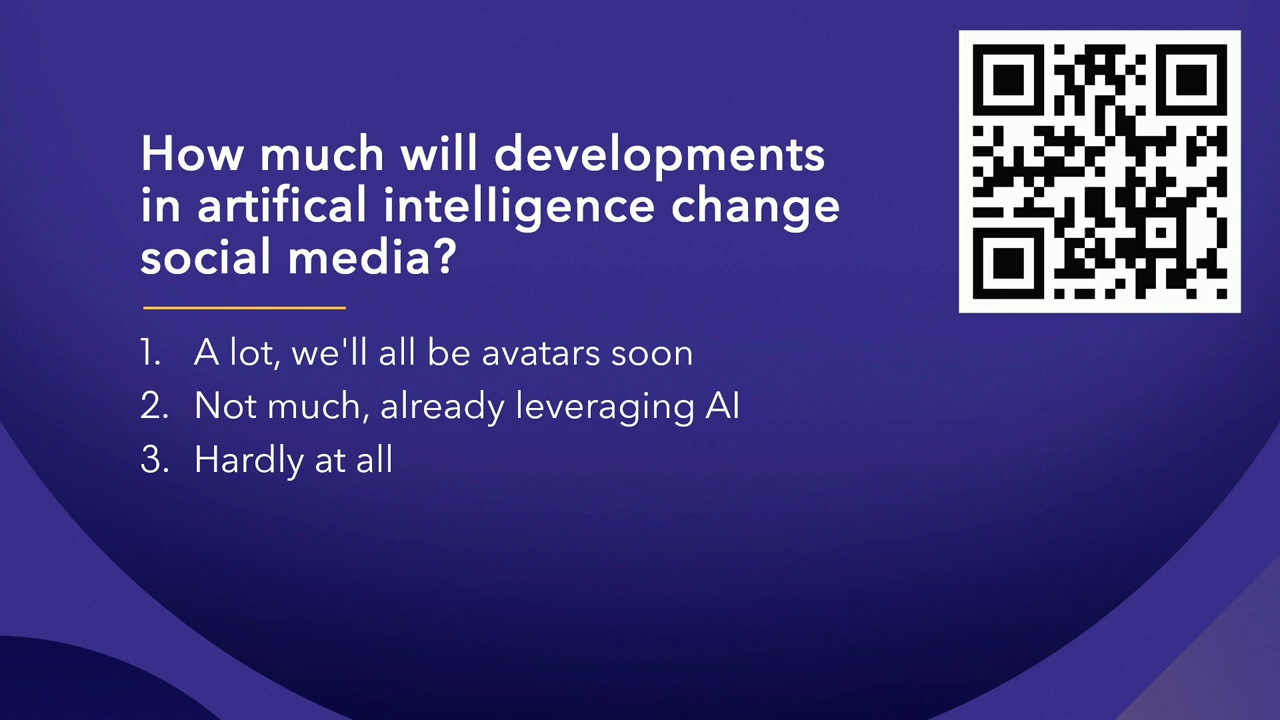 How much will developments
in artifical intelligence change
social media?
1. A lot, we'll all be avatars soon
2. Not much, already leveraging AI
3. Hardly at all